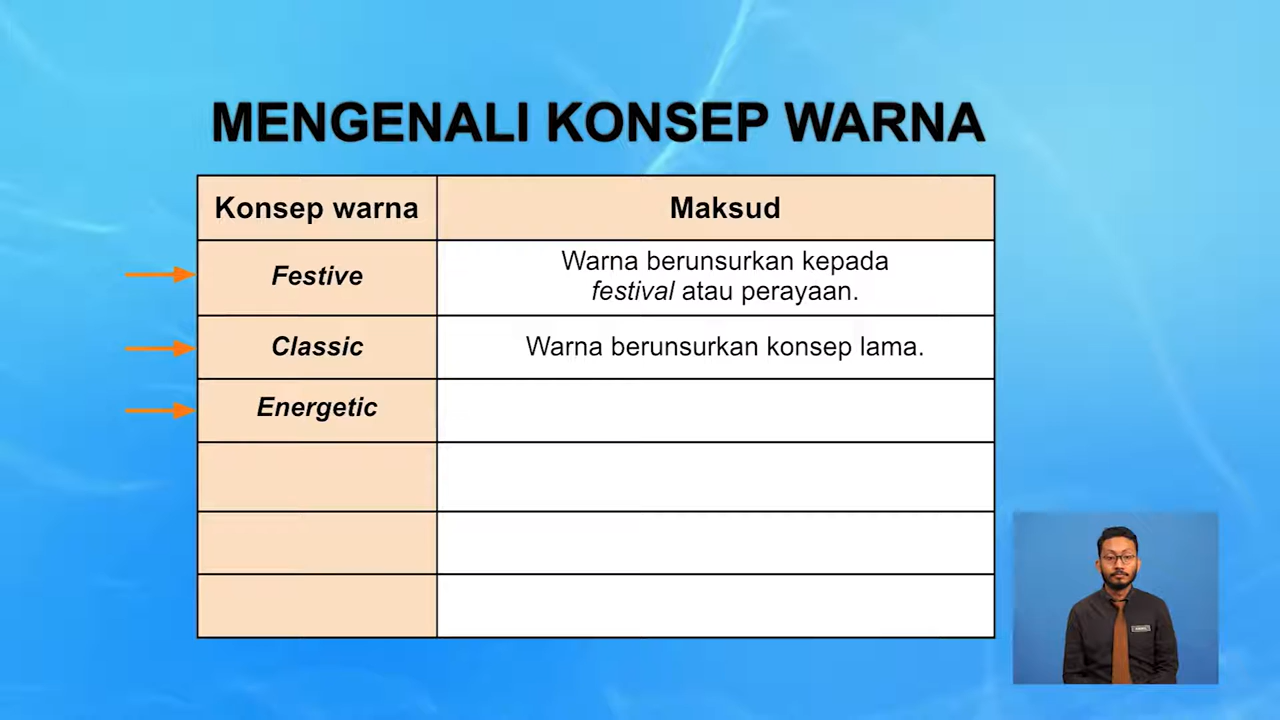 MENGENALI KONSEP WARNA
Konsep warna
Maksud
Festive
Warna berunsurkan kepada
festival atau perayaan.
Classic
Warna berunsurkan konsep lama.
Energetic